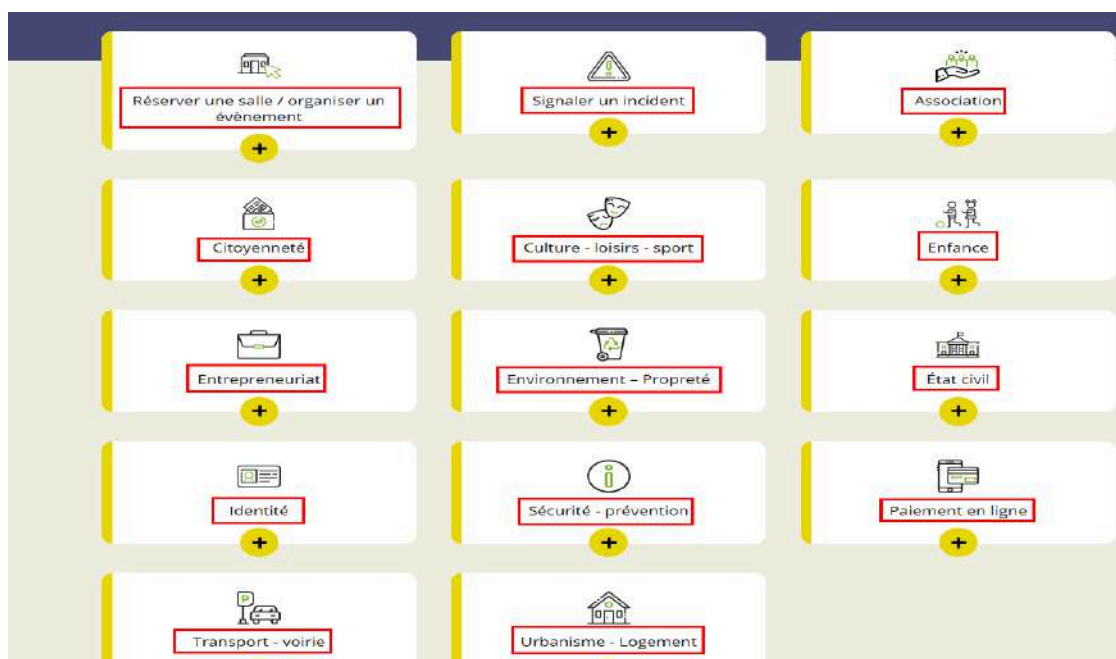 Réserver une salle / organiser un
évènement
Signaler un incident
Association
Citoyenneté
Culture - loisirs - sport
Enfance
Entrepreneuriat
Environnement – Propreté
État civil
Identité
Sécurité - prévention
Paiement en ligne
P
Transport - voirie
Urbanisme - Logement